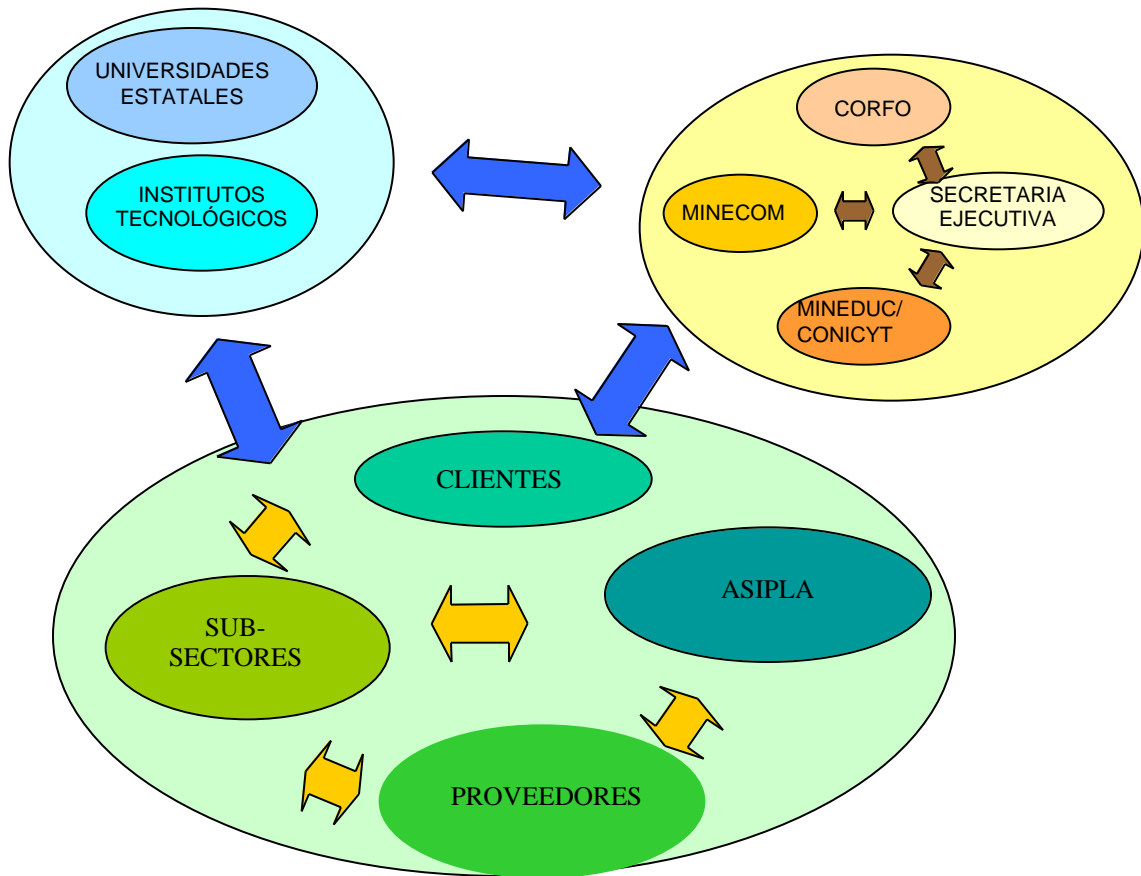 UNIVERSIDADES
ESTATALES
INSTITUTOS
TECNOLÓGICOS
CORFO
MINECOM
SECRETARIA
EJECUTIVA
MINEDUC/
CONICYT
CLIENTES
ASIPLA
SUB-
SECTORES
PROVEEDORES